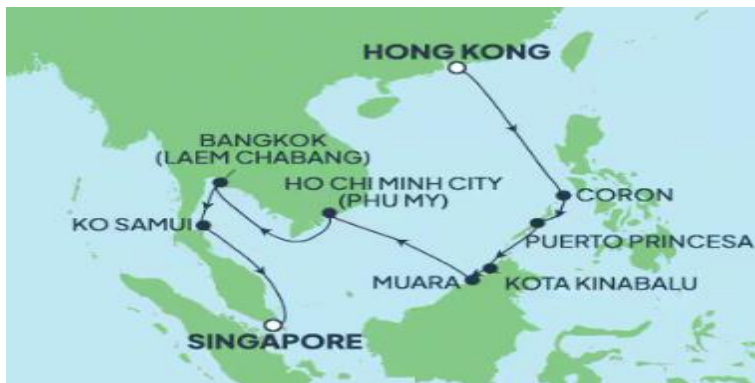 HONG KONG
BANGKOK
(LAEM CHABANG)
HO CHI MINH CITY
(PHU MY)
CORON
KO SAMUI
PUERTO PRINCESA
MUARA
KOTA KINABALU
SINGAPORE